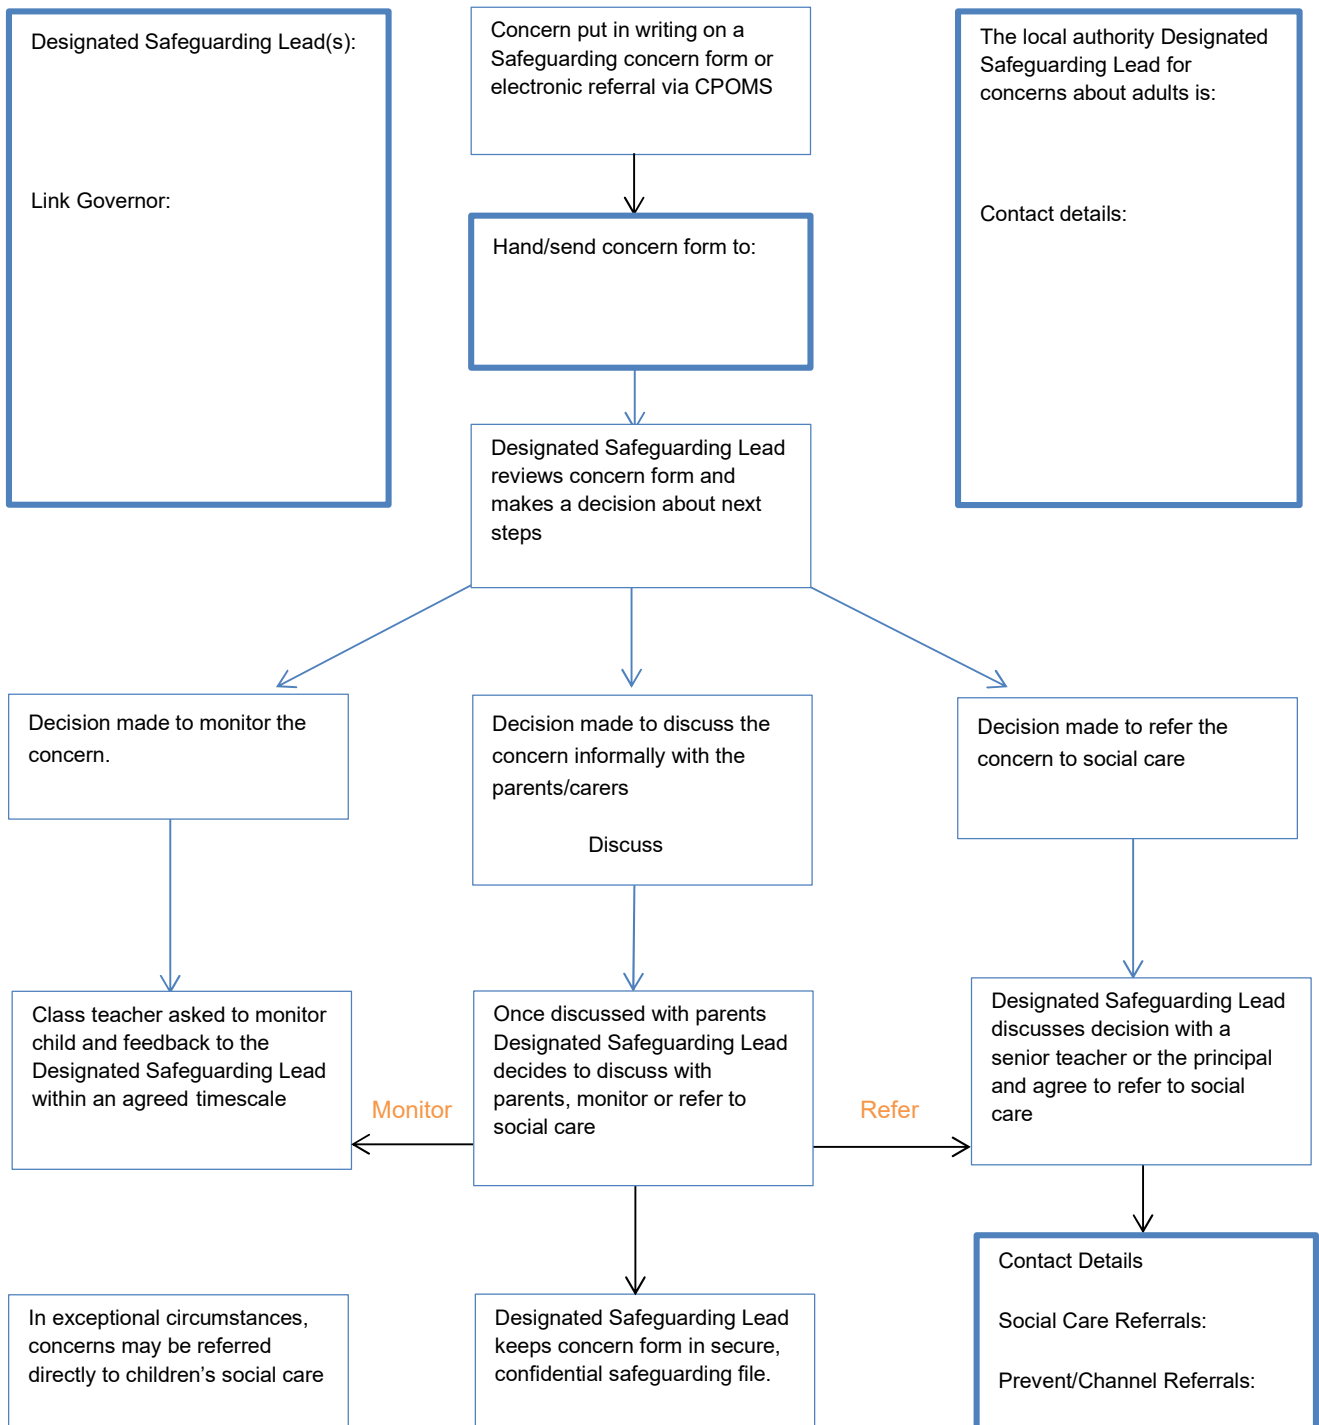 Designated Safeguarding Lead(s):
Link Governor:
Concern put in writing on a
Safeguarding concern form or
electronic referral via CPOMS
The local authority Designated
Safeguarding Lead for
concerns about adults is:
Contact details:
Hand/send concern form to:
Designated Safeguarding Lead
reviews concern form and
makes a decision about next
steps
Decision made to monitor the
concern.
Decision made to discuss the
concern informally with the
parents/carers
Discuss
Decision made to refer the
concern to social care
Class teacher asked to monitor
child and feedback to the
Designated Safeguarding Lead
within an agreed timescale
Monitor
Once discussed with parents
Designated Safeguarding Lead
decides to discuss with
parents, monitor or refer to
social care
Refer
Designated Safeguarding Lead
discusses decision with a
senior teacher or the principal
and agree to refer to social
care
In exceptional circumstances,
concerns may be referred
directly to children’s social care
Designated Safeguarding Lead
keeps concern form in secure,
confidential safeguarding file.
Contact Details
Social Care Referrals:
Prevent/Channel Referrals: